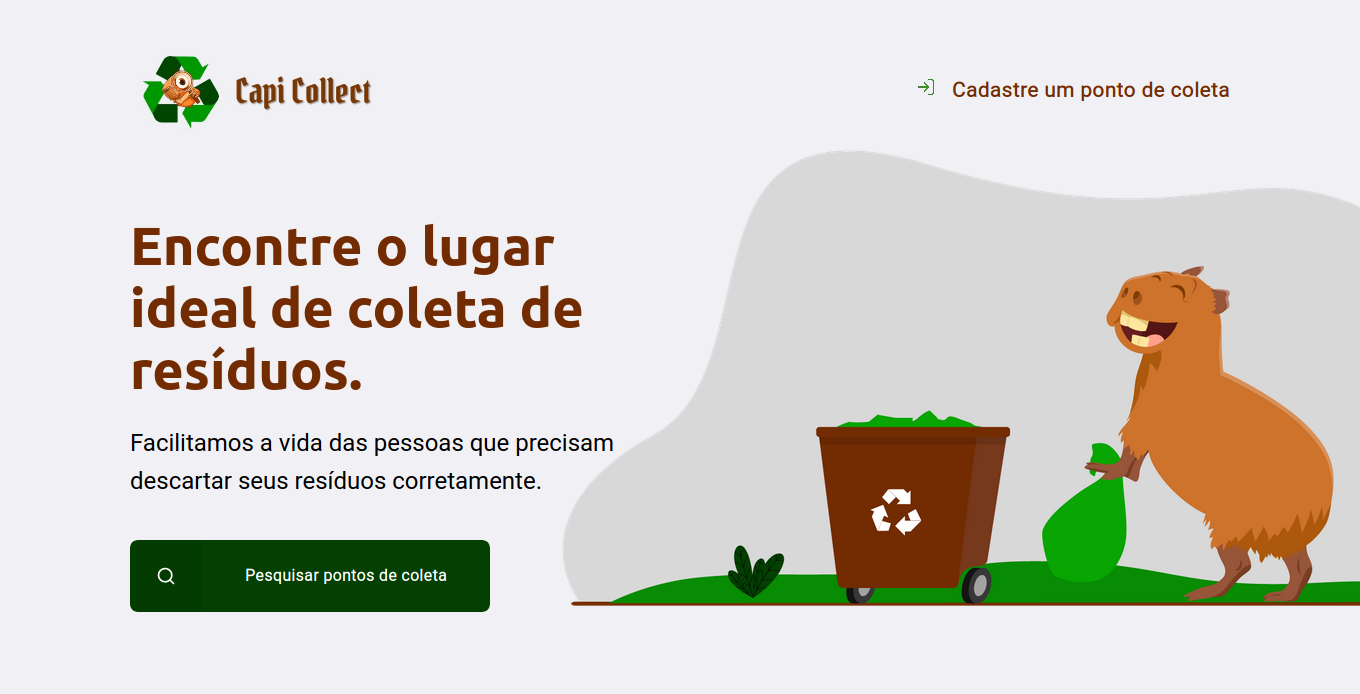 Capi Collect
Cadastre um ponto de coleta
Encontre o lugar
ideal de coleta de
resíduos.
Facilitamos a vida das pessoas que precisam
descartar seus resíduos corretamente.
Pesquisar pontos de coleta